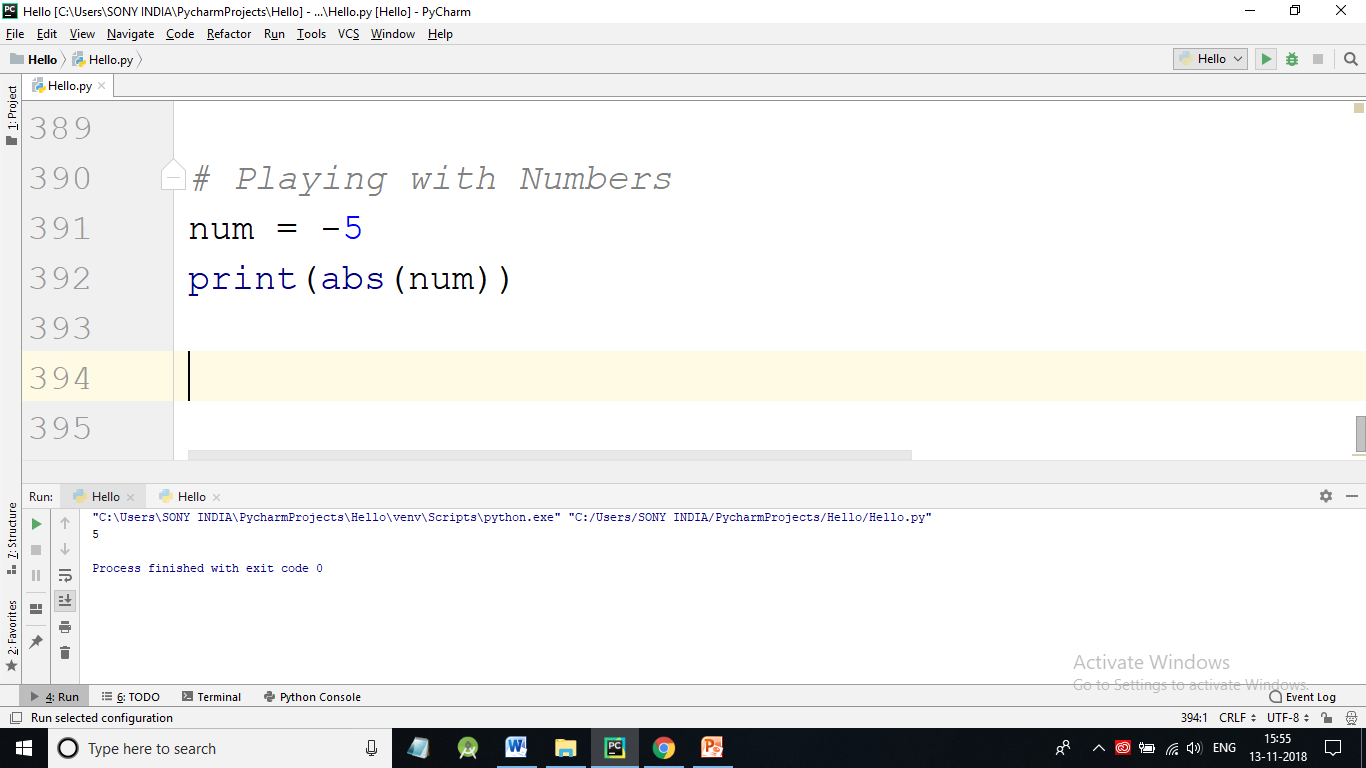 Hello [C:\Users\SONY INDIA\PycharmProjects\Hello] - ...\Hello.py [Hello] - PyCharm
File Edit View Navigate Code Refactor Run Tools VCS Window Help
Hello Hello.py Hello
1: Project
Hello.py
389
390 # Playing with Numbers
391 num = -5
392 print(abs(num))
393
394
395
Run: Hello Hello
7: Structure
2: Favorites
"C:\Users\SONY INDIA\PycharmProjects\Hello\venv\Scripts\python.exe" "C:/Users/SONY INDIA/PycharmProjects/Hello/Hello.py"
5
Process finished with exit code 0
Activate Windows
Go to Settings to activate Windows.
4: Run 6: TODO Terminal Python Console Event Log
Run selected configuration 394:1 CRLF UTF-8
Type here to search ENG 15:55
13-11-2018